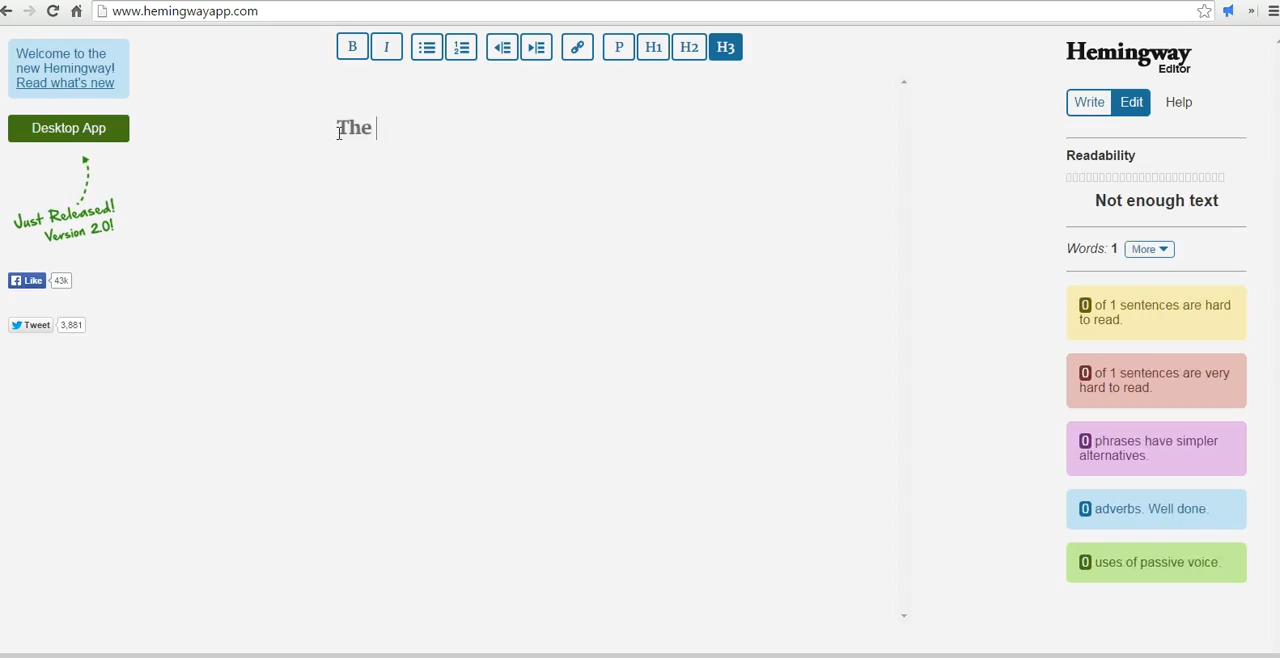 www.hemingwayapp.com
»
Welcome to the
new Hemingway!
Read what's new
B I P H1 H2 H3
Hemingway
Editor
Write Edit Help
Desktop App
The
Just Released!
Version 2.0!
Readability
Not enough text
Words: 1 More
Like 43k
Tweet 3,881
0 of 1 sentences are hard
to read.
0 of 1 sentences are very
hard to read.
0 phrases have simpler
alternatives.
0 adverbs. Well done.
0 uses of passive voice.